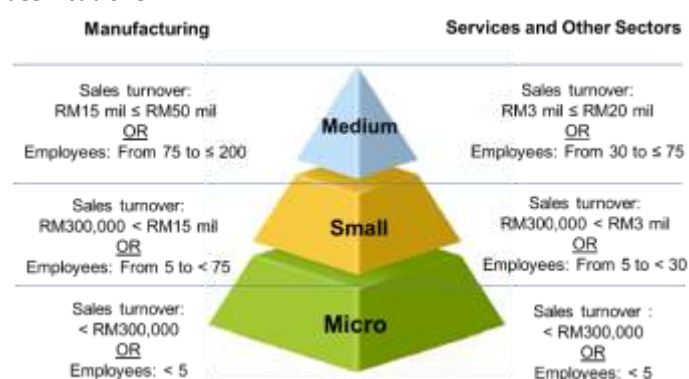 Manufacturing
Services and Other Sectors
Sales turnover:
RM15 mil ≤ RM50 mil
OR
Employees: From 75 to ≤ 200
Medium
Sales turnover:
RM3 mil ≤ RM20 mil
OR
Employees: From 30 to ≤ 75
Sales turnover:
RM300,000 < RM15 mil
OR
Employees: From 5 to < 75
Small
Sales turnover:
RM300,000 < RM3 mil
OR
Employees: From 5 to < 30
Sales turnover:
< RM300,000
OR
Employees: < 5
Micro
Sales turnover :
< RM300,000
OR
Employees: < 5